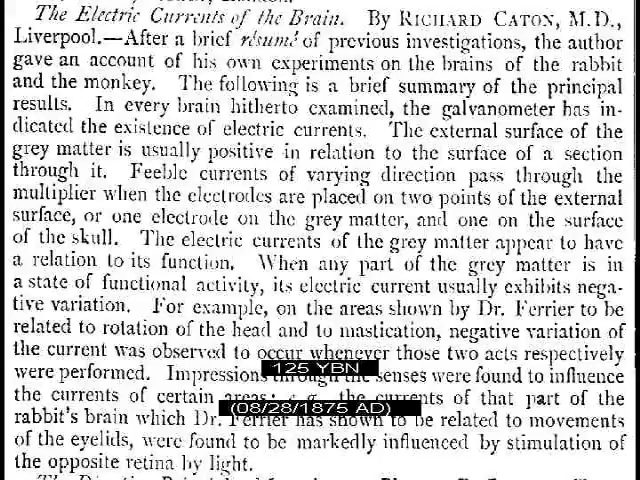 The Electric Currents of the Brain. By RICHARD CATON, M.D.,
Liverpool.—After a brief résumé of previous investigations, the author
gave an account of his own experiments on the brains of the rabbit
and the monkey. The following is a brief summary of the principal
results. In every brain hitherto examined, the galvanometer has in-
dicated the existence of electric currents. The external surface of the
grey matter is usually positive in relation to the surface of a section
through it. Feeble currents of varying direction pass through the
multiplier when the electrodes are placed on two points of the external
surface, or one electrode on the grey matter, and one on the surface
of the skull. The electric currents of the grey matter appear to have
a relation to its function. When any part of the grey matter is in
a state of functional activity, its electric current usually exhibits nega-
tive variation. For example, on the areas shown by Dr. Ferrier to be
related to rotation of the head and to mastication, negative variation of
the current was observed to occur whenever those two acts respectively
125 YBN
were performed. Impressions through the senses were found to influence
the currents of certain areas; e.g., the currents of that part of the
(08/28/1875 AD)
rabbit's brain which Dr. Ferrier has shown to be related to movements
of the eyelids, were found to be markedly influenced by stimulation of
the opposite retina by light.